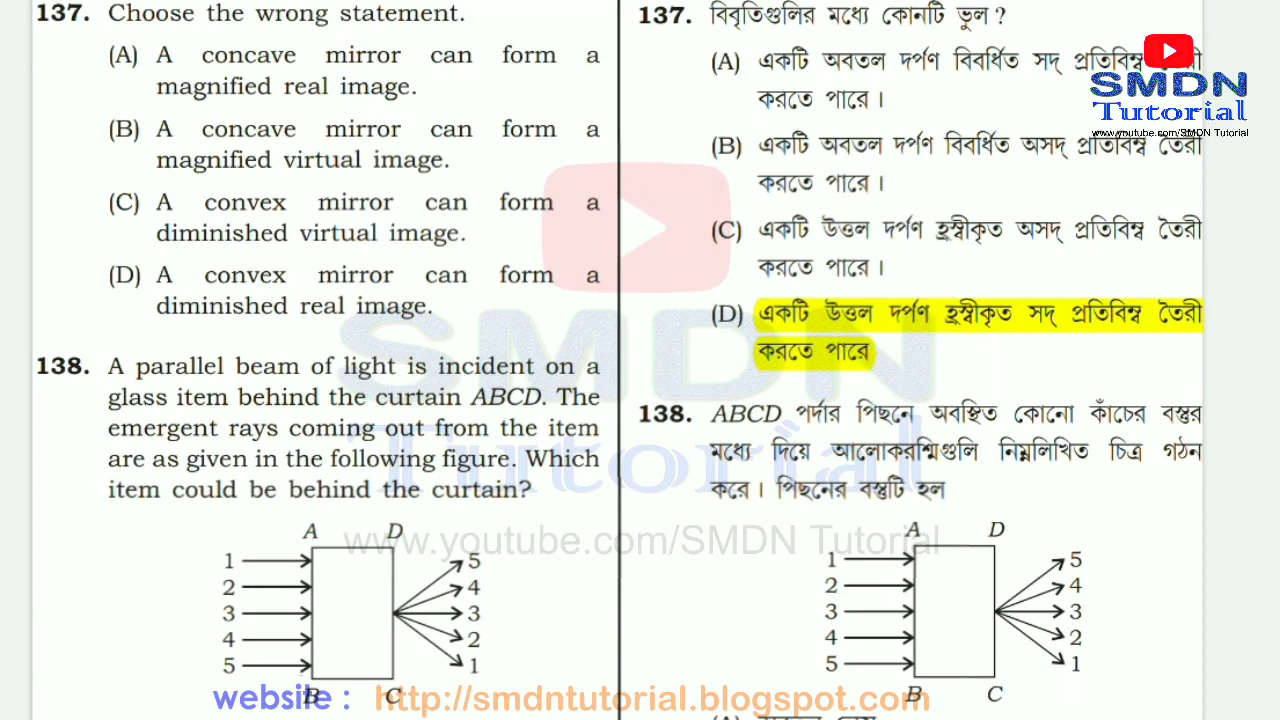 137. Choose the wrong statement.
(A) A concave mirror can form a
magnified real image.
(B) A concave mirror can form a
magnified virtual image.
(C) A convex mirror can form a
diminished virtual image.
(D) A convex mirror can form a
diminished real image.
138. A parallel beam of light is incident on a
glass item behind the curtain ABCD. The
emergent rays coming out from the item
are as given in the following figure. Which
item could be behind the curtain?
A D
1 5
2 4
3 3
4 2
5 1
B C
137. বিবৃতিগুলির মধ্যে কোনটি ভুল ?
(A) একটি অবতল দর্পণ বিবর্ধিত সদ্ প্রতিবিম্ব
করতে পারে ।
(B) একটি অবতল দর্পণ বিবর্ধিত অসদ্ প্রতিবিম্ব তৈরী
করতে পারে ।
(C) একটি উত্তল দর্পণ হ্রস্বীকৃত অসদ্ প্রতিবিম্ব তৈরী
করতে পারে ।
(D) একটি উত্তল দর্পণ হ্রস্বীকৃত সদ্ প্রতিবিম্ব তৈরী
করতে পারে
138. ABCD পর্দার পিছনে অবস্থিত কোনো কাঁচের বস্তুর
মধ্যে দিয়ে আলোকরশ্মিগুলি নিম্নলিখিত চিত্র গঠন
করে । পিছনের বস্তুটি হল
A D
1 5
2 4
3 3
4 2
5 1
B C
SMDN
Tutorial
www.youtube.com/SMDN Tutorial
SMDN
Tutorial
www.youtube.com/SMDN Tutorial
website : http://smdntutorial.blogspot.com